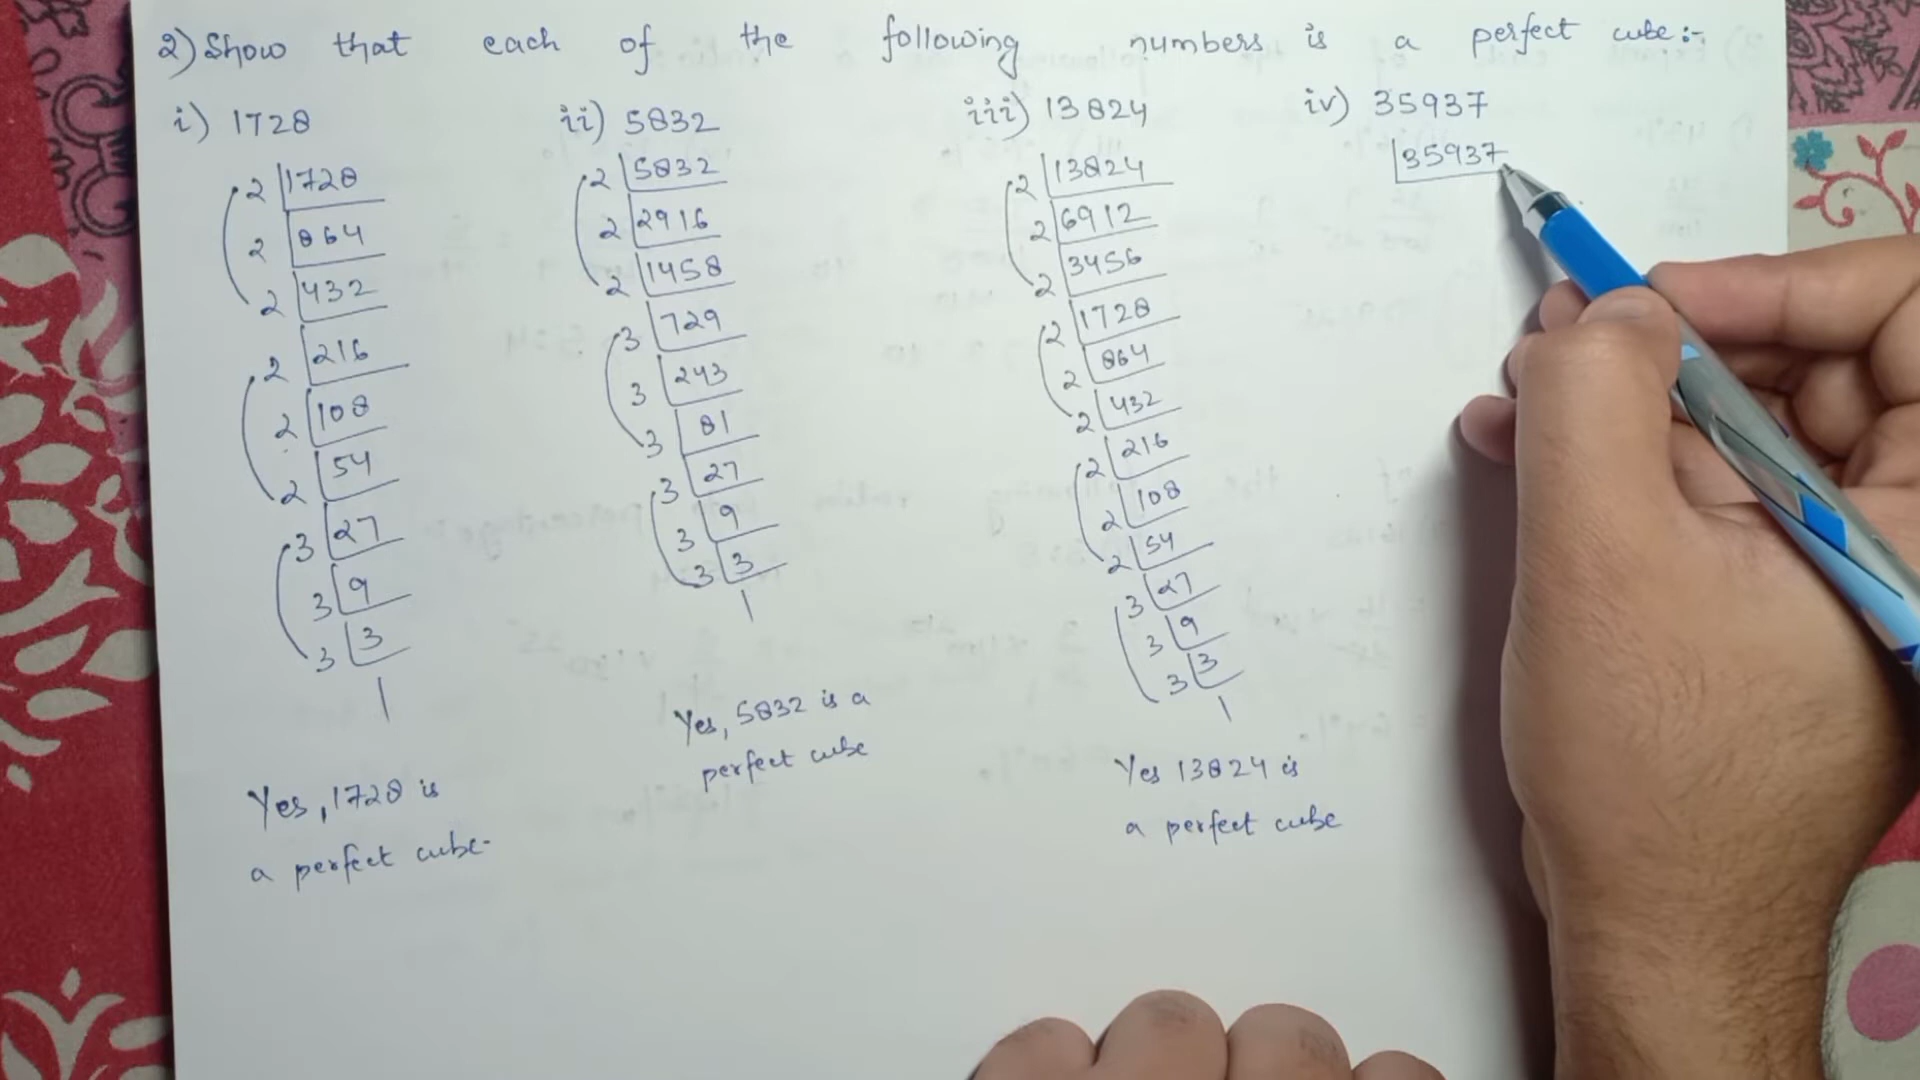 2) Show that each of the following numbers is a perfect cube:-
i) 1728
2 | 1728
2 | 864
2 | 432
2 | 216
2 | 108
2 | 54
3 | 27
3 | 9
3 | 3
1
Yes, 1728 is
a perfect cube.
ii) 5832
2 | 5832
2 | 2916
2 | 1458
3 | 729
3 | 243
3 | 81
3 | 27
3 | 9
3 | 3
1
Yes, 5832 is a
perfect cube
iii) 13824
2 | 13824
2 | 6912
2 | 3456
2 | 1728
2 | 864
2 | 432
2 | 216
2 | 108
2 | 54
3 | 27
3 | 9
3 | 3
1
Yes 13824 is
a perfect cube
iv) 35937
| 35937